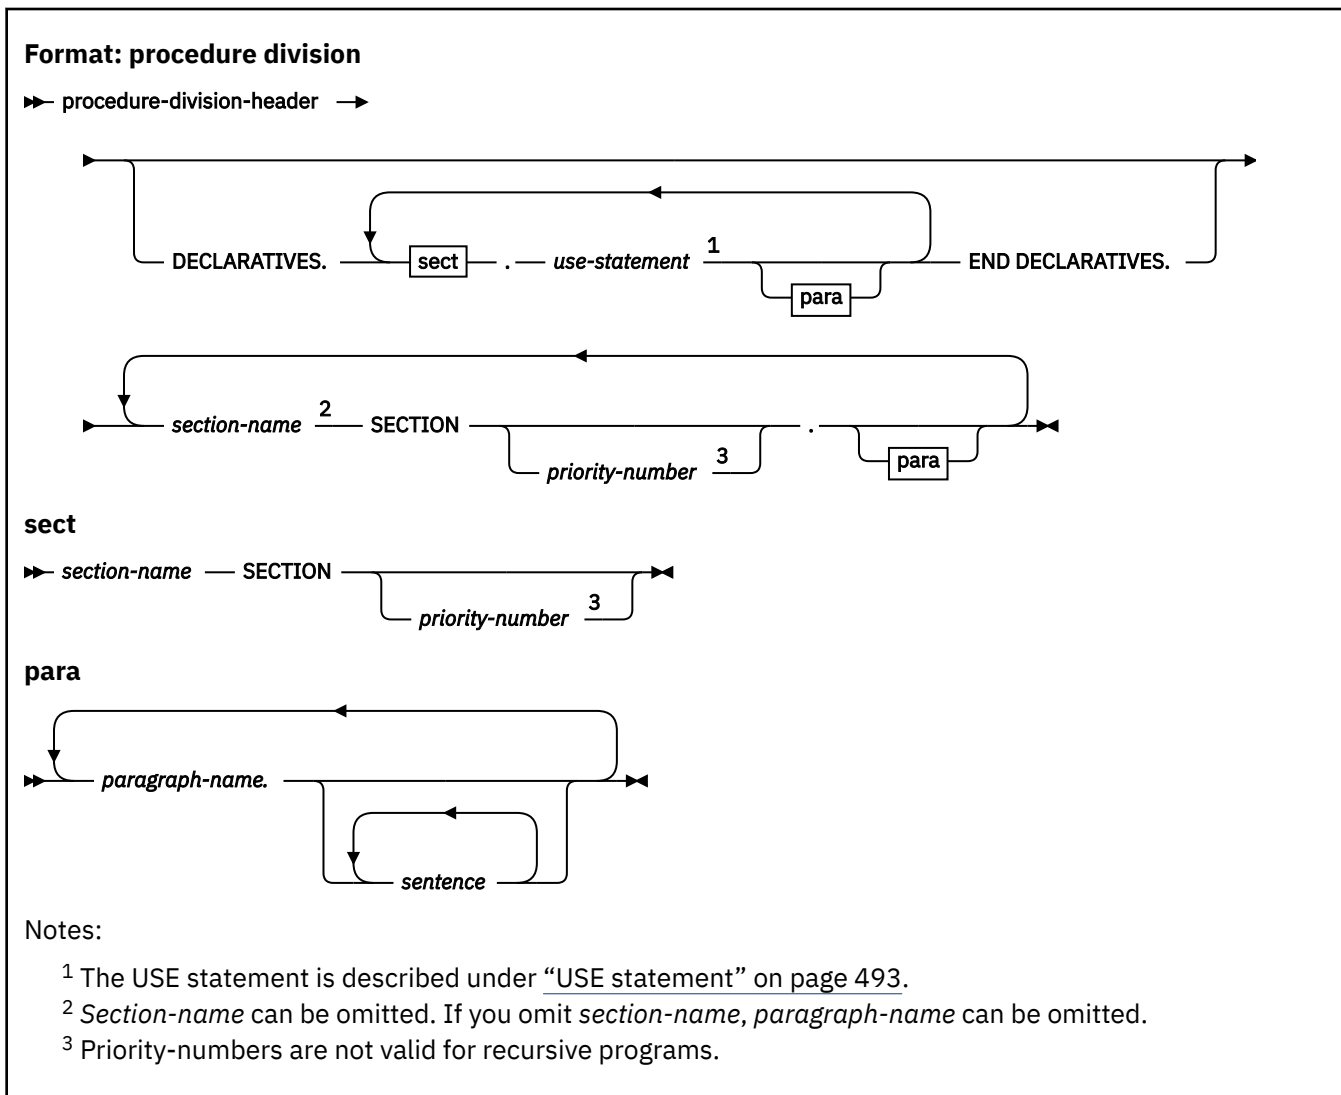 Format: procedure division
procedure-division-header
DECLARATIVES. sect . use-statement 1 para END DECLARATIVES.
section-name 2 SECTION priority-number 3 . para
sect
section-name SECTION priority-number 3
para
paragraph-name.
sentence
Notes:
1 The USE statement is described under “USE statement” on page 493.
2 Section-name can be omitted. If you omit section-name, paragraph-name can be omitted.
3 Priority-numbers are not valid for recursive programs.